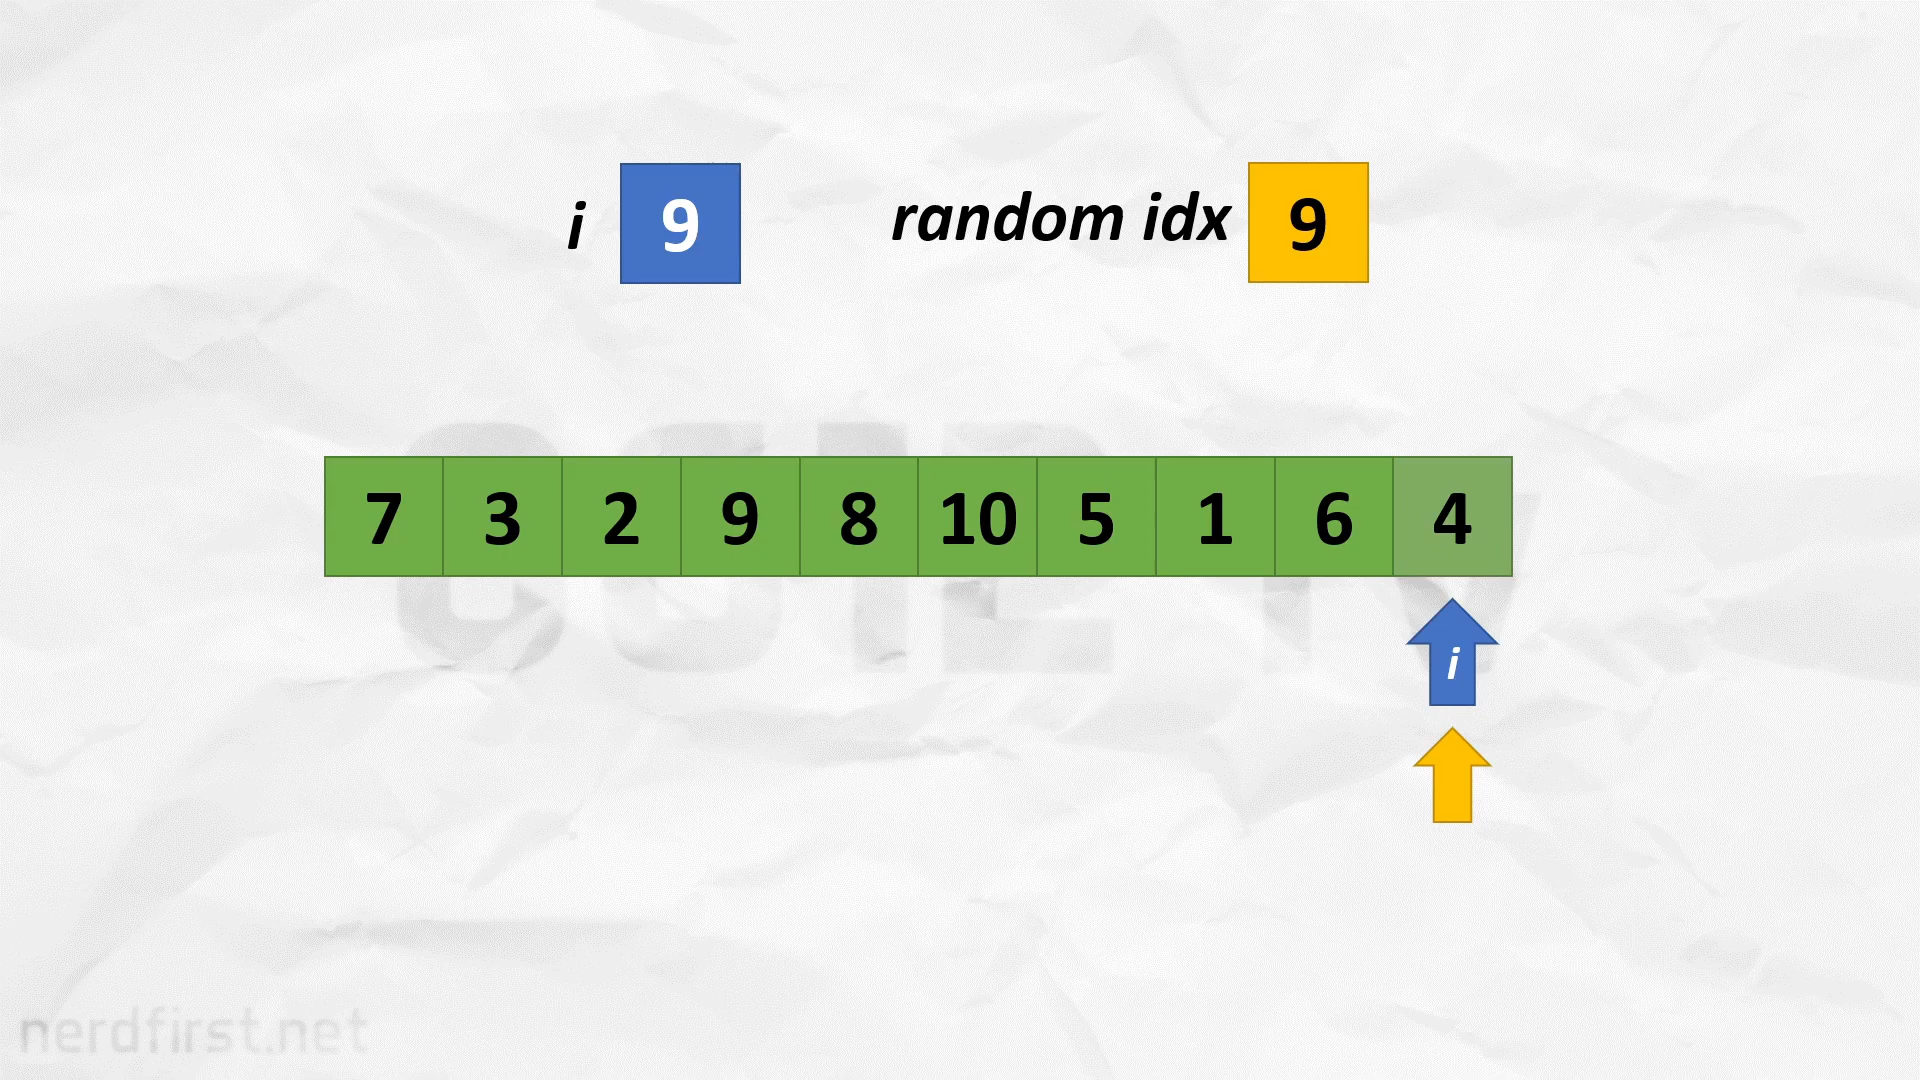 i 9 random idx 9
7 3 2 9 8 10 5 1 6 4
i
nerdfirst.net